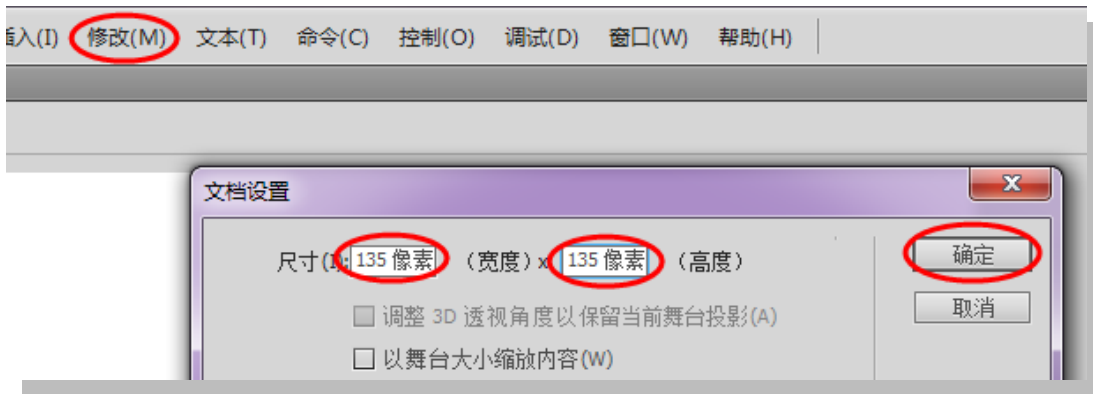 插入(I) 修改(M) 文本(T) 命令(C) 控制(O) 调试(D) 窗口(W) 帮助(H)
文档设置
尺寸(I): 135 像素 (宽度) x 135 像素 (高度) 确定
调整 3D 透视角度以保留当前舞台投影(A) 取消
以舞台大小缩放内容(W)